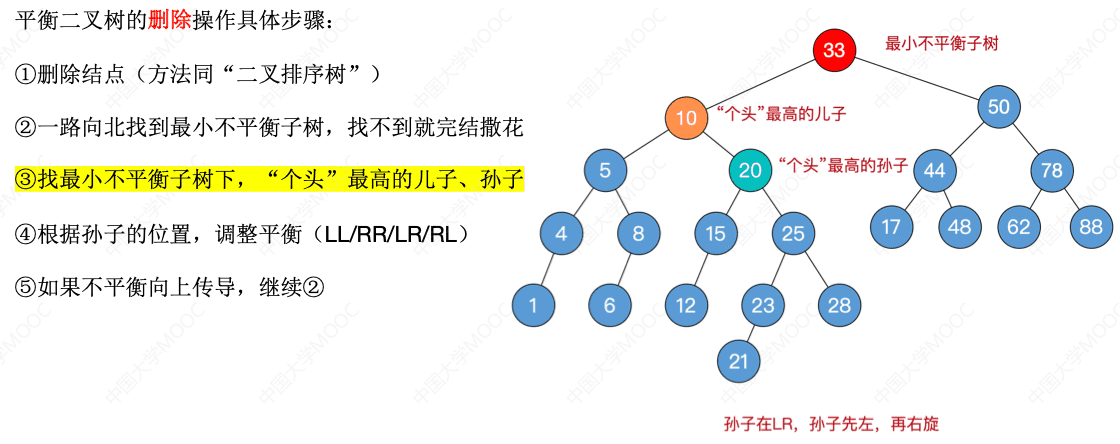 平衡二叉树的删除操作具体步骤：
①删除结点（方法同“二叉排序树”）
②一路向北找到最小不平衡子树，找不到就完结撒花
③找最小不平衡子树下，“个头”最高的儿子、孙子
④根据孙子的位置，调整平衡（LL/RR/LR/RL）
⑤如果不平衡向上传导，继续②
33 最小不平衡子树
10 “个头”最高的儿子 50
5 20 “个头”最高的孙子 44 78
4 8 15 25 17 48 62 88
1 6 12 23 28
21
孙子在LR，孙子先左，再右旋
中国大学MOOC